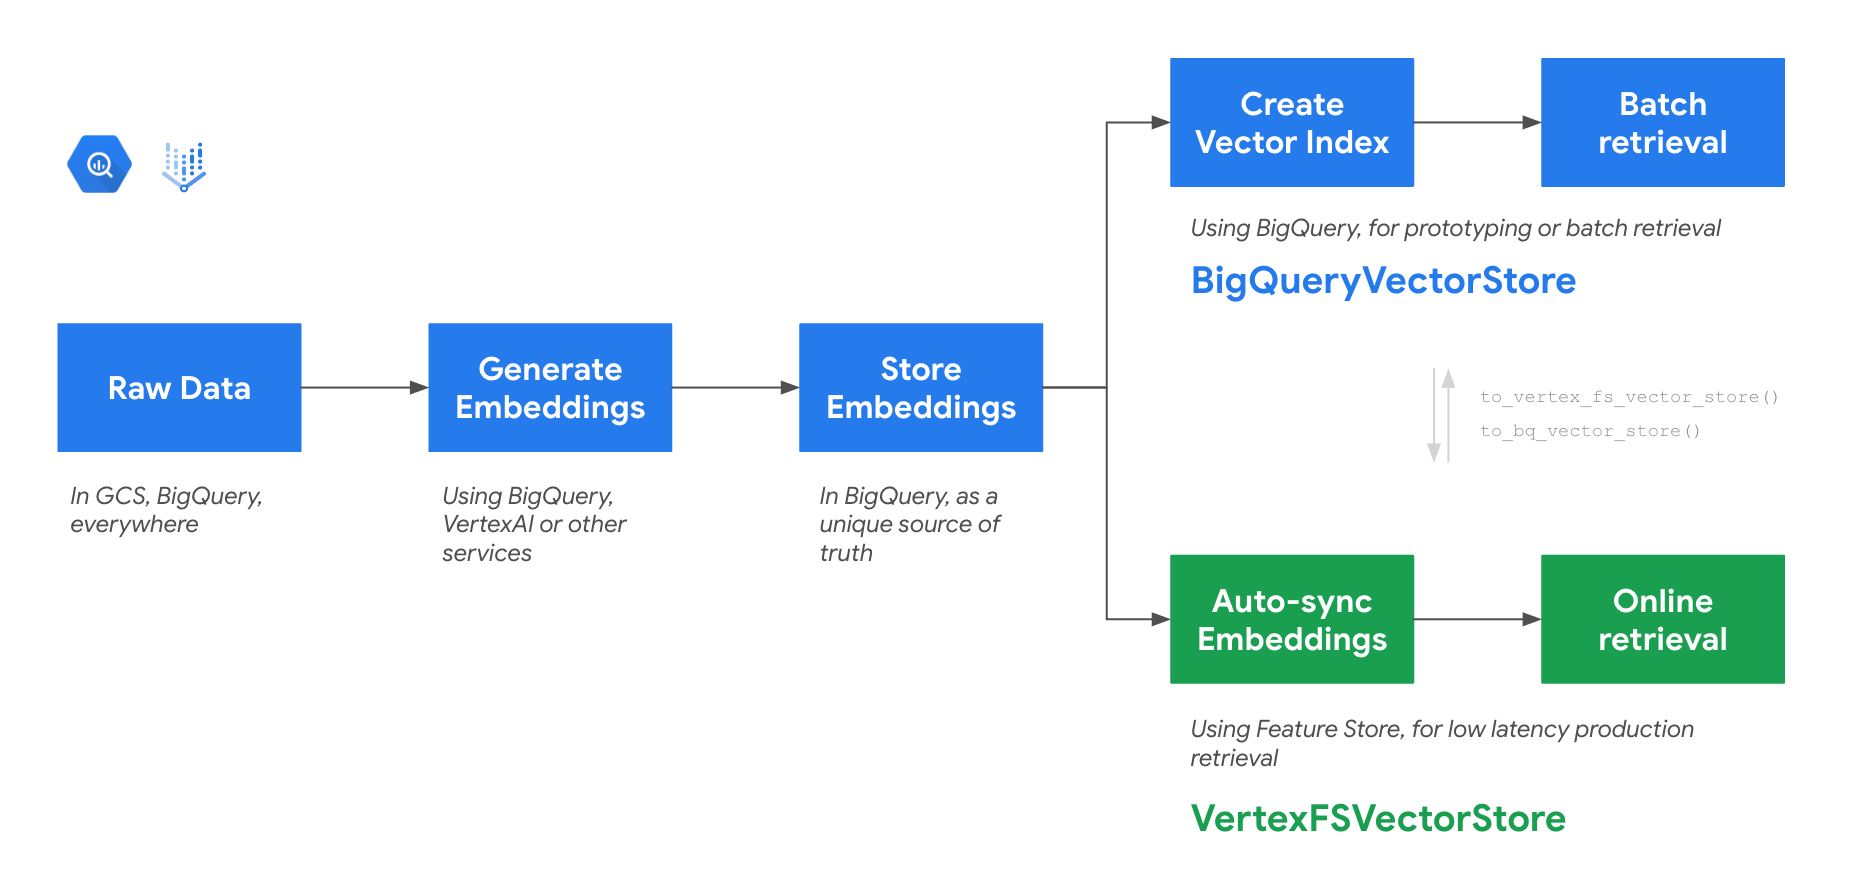 Raw Data
In GCS, BigQuery,
everywhere
Generate
Embeddings
Using BigQuery,
VertexAI or other
services
Store
Embeddings
In BigQuery, as a
unique source of
truth
Create
Vector Index
Batch
retrieval
Using BigQuery, for prototyping or batch retrieval
BigQueryVectorStore
to_vertex_fs_vector_store()
to_bq_vector_store()
Auto-sync
Embeddings
Online
retrieval
Using Feature Store, for low latency production
retrieval
VertexFSVectorStore